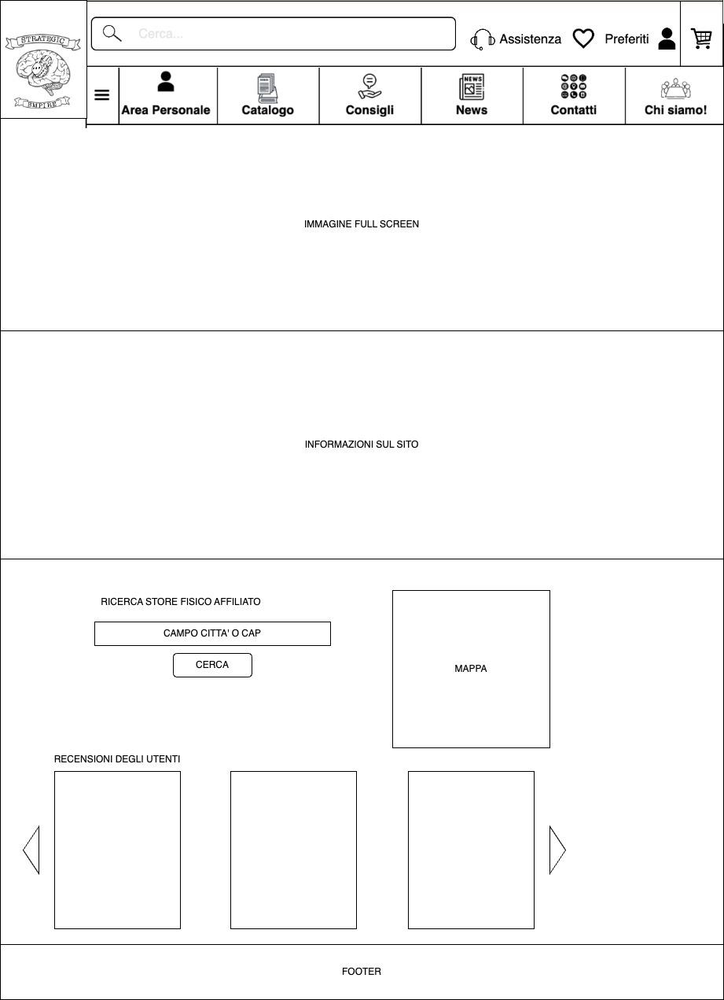 STRATEGIC
EMPIRE
Cerca...
Assistenza
Preferiti
Area Personale
Catalogo
Consigli
NEWS
News
Contatti
Chi siamo!
IMMAGINE FULL SCREEN
INFORMAZIONI SUL SITO
RICERCA STORE FISICO AFFILIATO
CAMPO CITTA' O CAP
CERCA
MAPPA
RECENSIONI DEGLI UTENTI
FOOTER